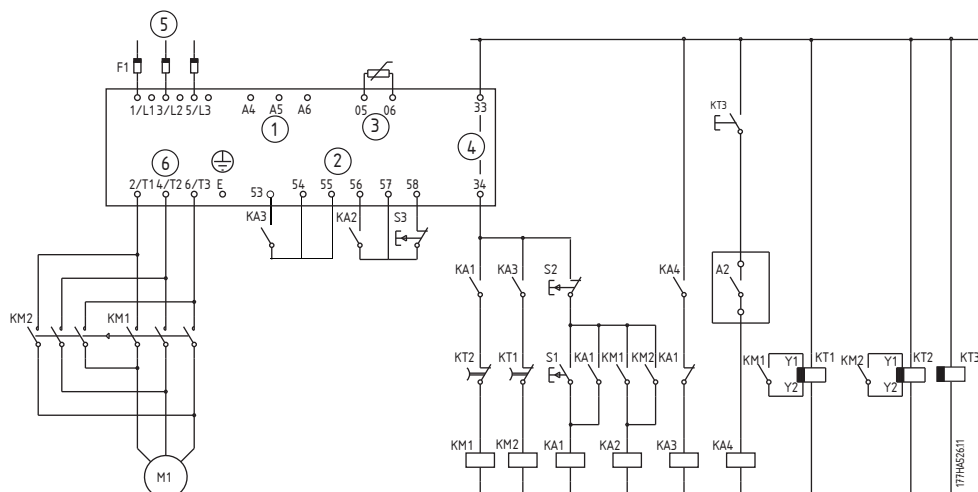 5
F1
1/L1 3/L2 5/L3 A4 A5 A6 05 06 33
1 3
KT3
4
6 2
2/T1 4/T2 6/T3 E 53 54 55 56 57 58 34
KA3 KA2 S3
KA1 KA3 S2 KA4 A2
KM2 KM1
KT2 KT1 S1 KA1 KM1 KM2 KA1 KM1 Y1 KT1 KM2 Y1 KT2 KT3
Y2 Y2
KM1 KM2 KA1 KA2 KA3 KA4
M1
177HA526.11